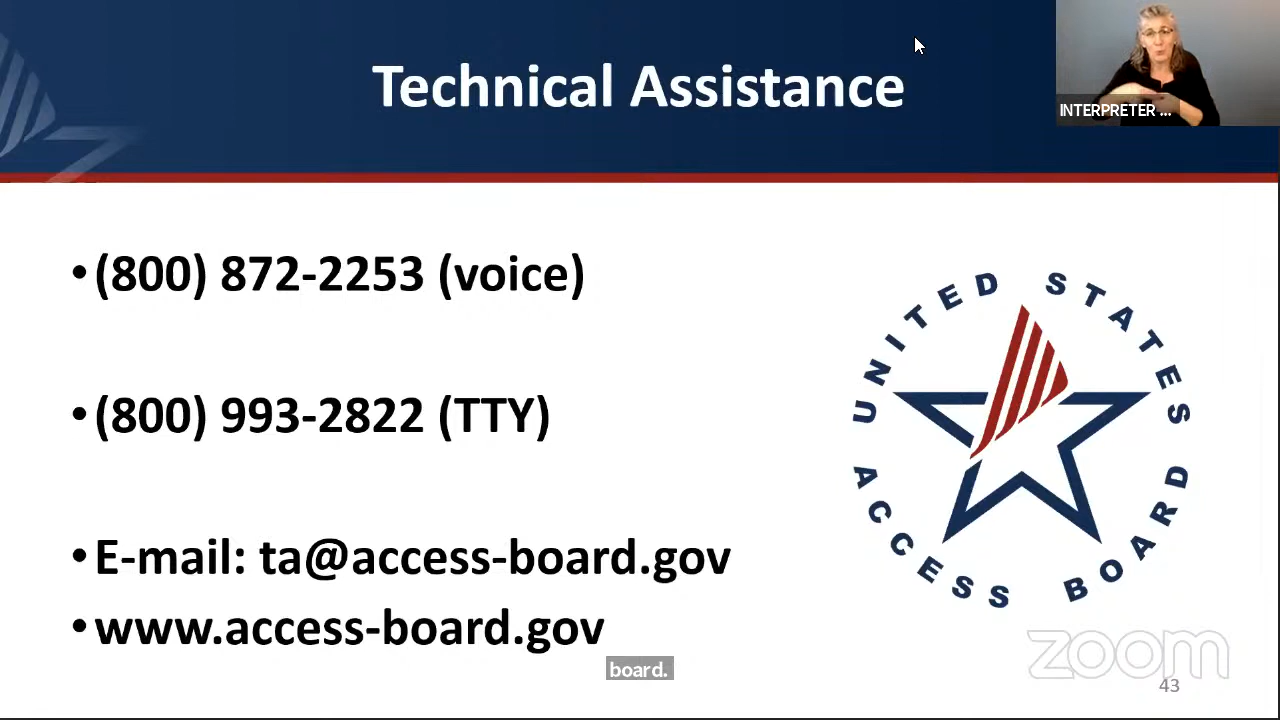 Technical Assistance
INTERPRETER ...
•(800) 872-2253 (voice)
•(800) 993-2822 (TTY)
•E-mail: ta@access-board.gov
•www.access-board.gov
UNITED STATES
ACCESS BOARD
board.
zoom
43